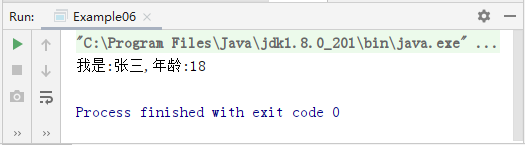 Run: Example06 ×
"C:\Program Files\Java\jdk1.8.0_201\bin\java.exe" ...
我是:张三,年龄:18
Process finished with exit code 0